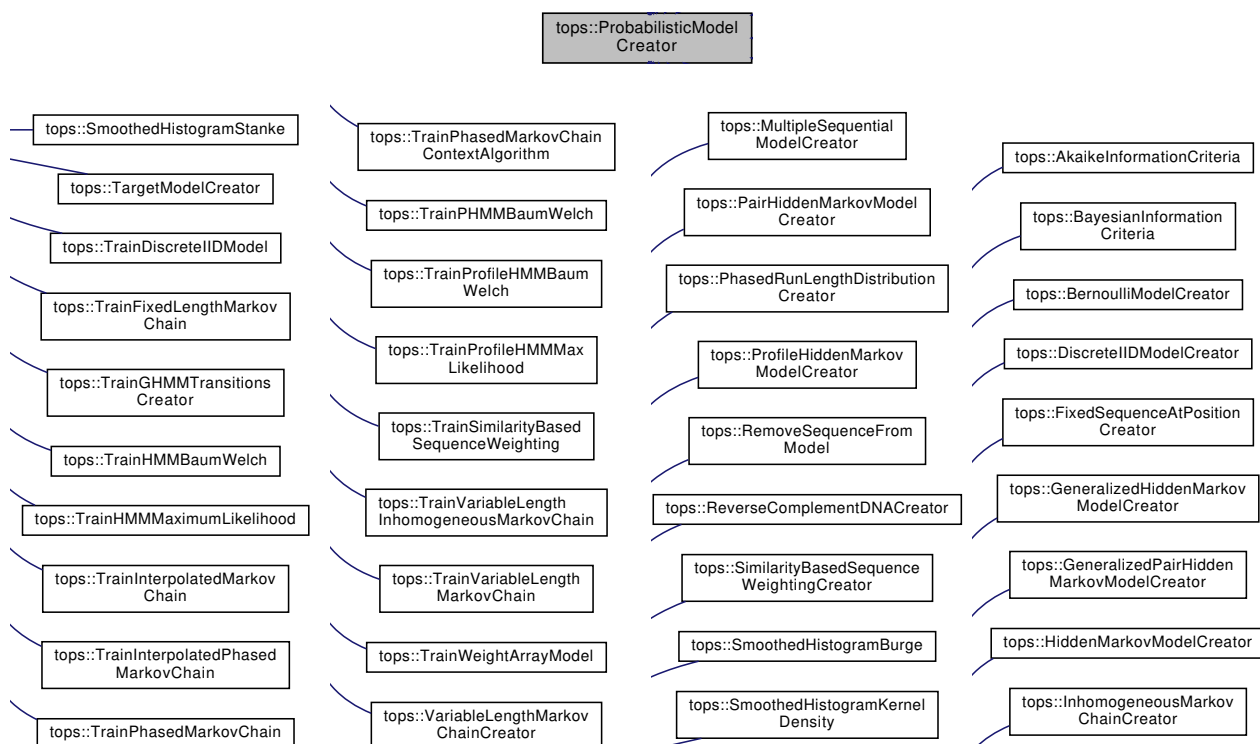 tops::ProbabilisticModel
Creator
tops::SmoothedHistogramStanke
tops::TargetModelCreator
tops::TrainDiscreteIIDModel
tops::TrainFixedLengthMarkov
Chain
tops::TrainGHMMTransitions
Creator
tops::TrainHMMBaumWelch
tops::TrainHMMMaximumLikelihood
tops::TrainInterpolatedMarkov
Chain
tops::TrainInterpolatedPhased
MarkovChain
tops::TrainPhasedMarkovChain
tops::TrainPhasedMarkovChain
ContextAlgorithm
tops::TrainPHMMBaumWelch
tops::TrainProfileHMMBaum
Welch
tops::TrainProfileHMMMax
Likelihood
tops::TrainSimilarityBased
SequenceWeighting
tops::TrainVariableLength
InhomogeneousMarkovChain
tops::TrainVariableLength
MarkovChain
tops::TrainWeightArrayModel
tops::VariableLengthMarkov
ChainCreator
tops::MultipleSequential
ModelCreator
tops::PairHiddenMarkovModel
Creator
tops::PhasedRunLengthDistribution
Creator
tops::ProfileHiddenMarkov
ModelCreator
tops::RemoveSequenceFrom
Model
tops::ReverseComplementDNACreator
tops::SimilarityBasedSequence
WeightingCreator
tops::SmoothedHistogramBurge
tops::SmoothedHistogramKernel
Density
tops::AkaikeInformationCriteria
tops::BayesianInformation
Criteria
tops::BernoulliModelCreator
tops::DiscreteIIDModelCreator
tops::FixedSequenceAtPosition
Creator
tops::GeneralizedHiddenMarkov
ModelCreator
tops::GeneralizedPairHidden
MarkovModelCreator
tops::HiddenMarkovModelCreator
tops::InhomogeneousMarkov
ChainCreator